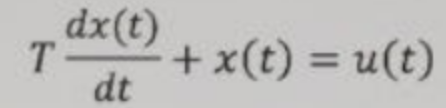 T dx(t)/dt + x(t) = u(t)